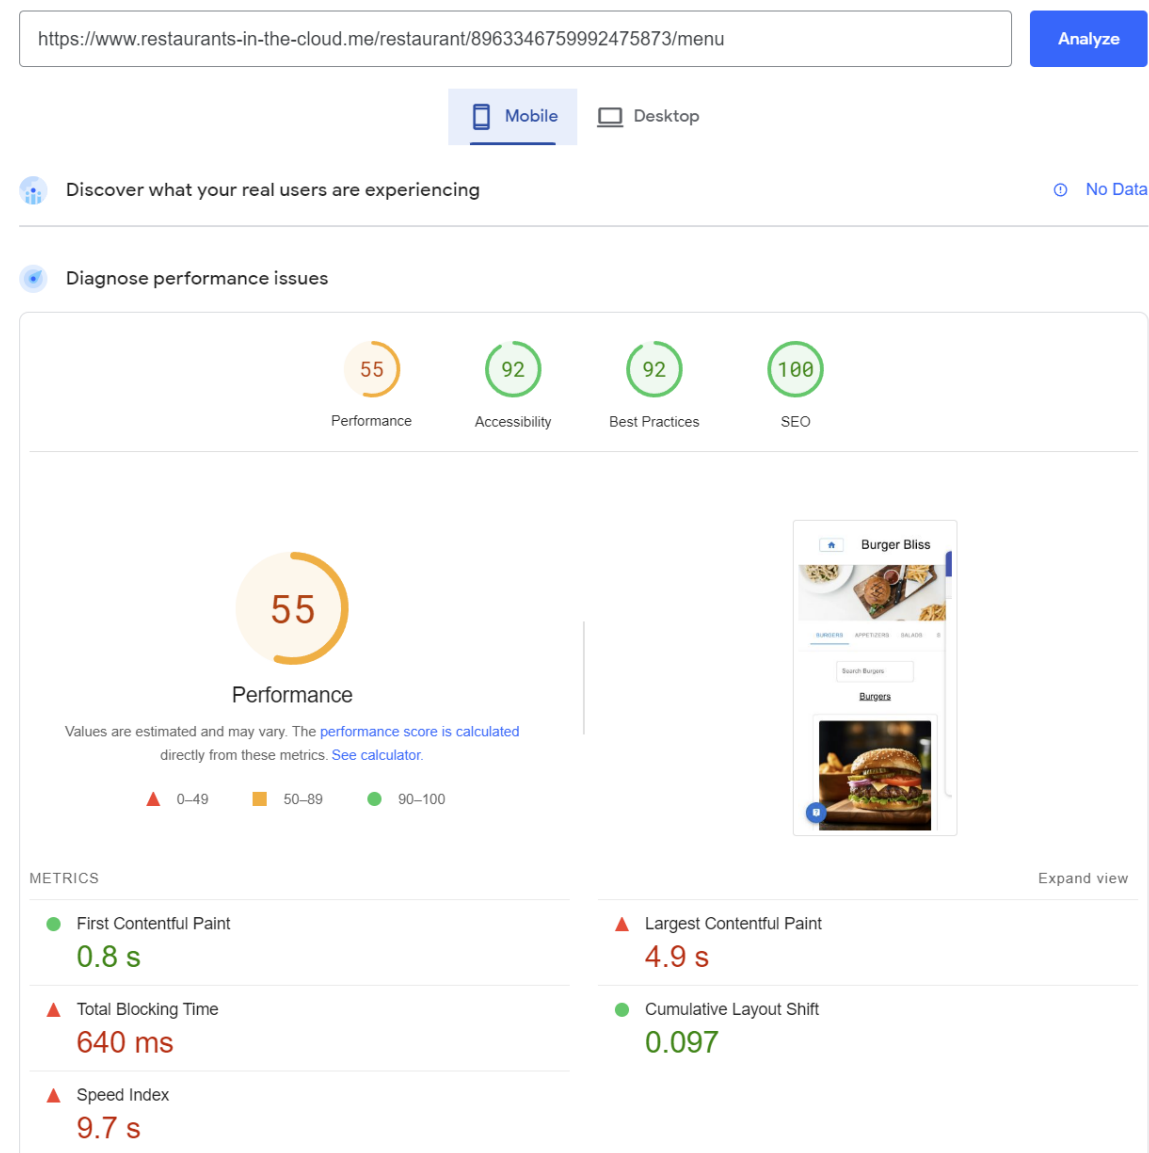 https://www.restaurants-in-the-cloud.me/restaurant/8963346759992475873/menu
Analyze
Mobile
Desktop
Discover what your real users are experiencing
No Data
Diagnose performance issues
55
92
92
100
Performance
Accessibility
Best Practices
SEO
55
Performance
Values are estimated and may vary. The performance score is calculated
directly from these metrics. See calculator.
0–49
50–89
90–100
Burger Bliss
BURGERS
APPETIZERS
SALADS
Search Burgers
Burgers
METRICS
Expand view
First Contentful Paint
0.8 s
Largest Contentful Paint
4.9 s
Total Blocking Time
640 ms
Cumulative Layout Shift
0.097
Speed Index
9.7 s